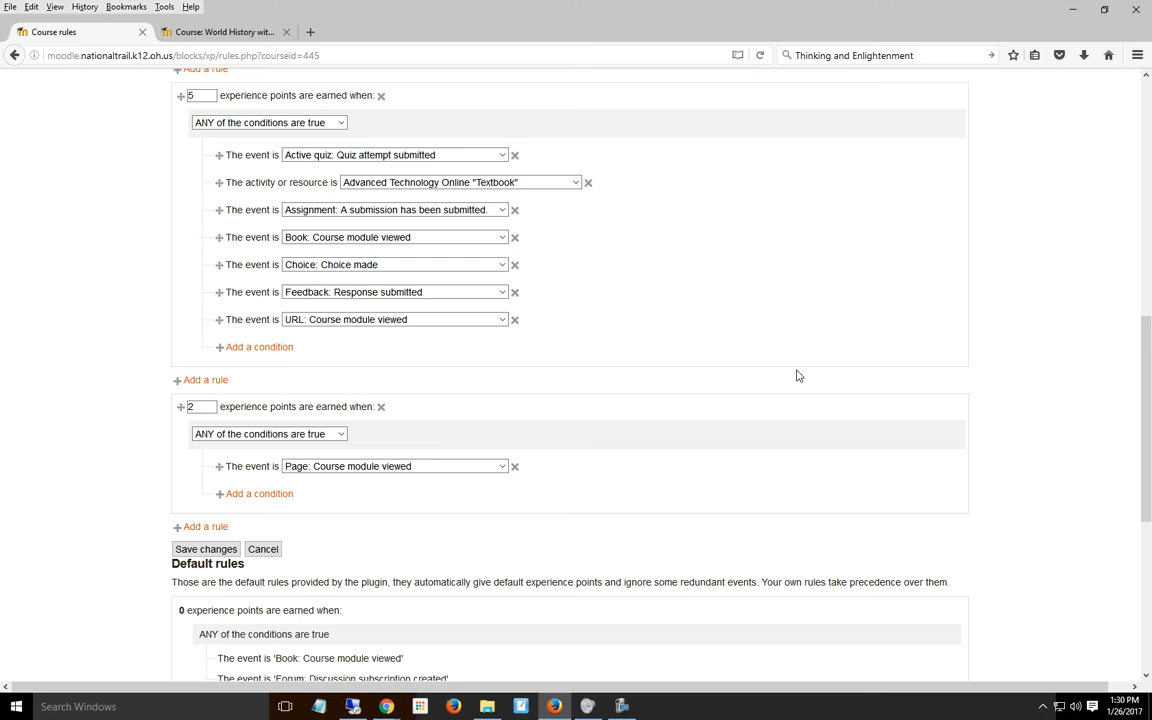 File Edit View History Bookmarks Tools Help
Course rules
Course: World History wit...
moodle.nationaltrail.k12.oh.us/blocks/xp/rules.php?courseid=445
Thinking and Enlightenment
Add a rule
5 experience points are earned when:
ANY of the conditions are true
The event is Active quiz: Quiz attempt submitted
The activity or resource is Advanced Technology Online "Textbook"
The event is Assignment: A submission has been submitted.
The event is Book: Course module viewed
The event is Choice: Choice made
The event is Feedback: Response submitted
The event is URL: Course module viewed
Add a condition
Add a rule
2 experience points are earned when:
ANY of the conditions are true
The event is Page: Course module viewed
Add a condition
Add a rule
Save changes Cancel
Default rules
Those are the default rules provided by the plugin, they automatically give default experience points and ignore some redundant events. Your own rules take precedence over them.
0 experience points are earned when:
ANY of the conditions are true
The event is 'Book: Course module viewed'
The event is 'Forum: Discussion subscription created'
Search Windows
1:30 PM
1/26/2017